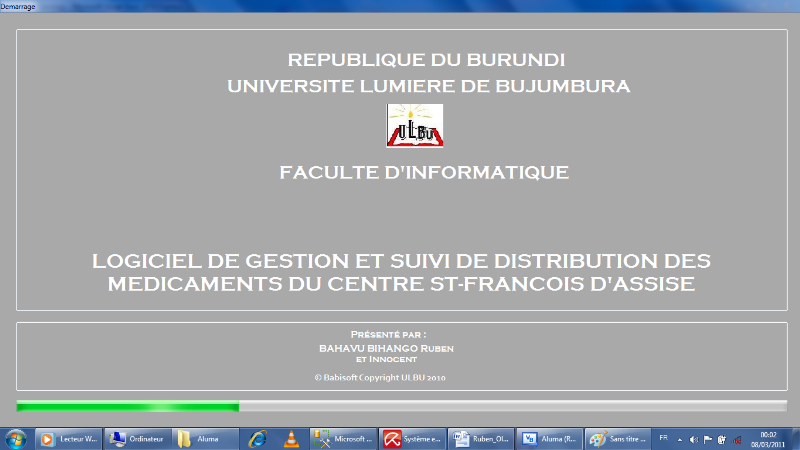 Demarrage
REPUBLIQUE DU BURUNDI
UNIVERSITE LUMIERE DE BUJUMBURA
ULBU
FACULTE D'INFORMATIQUE
LOGICIEL DE GESTION ET SUIVI DE DISTRIBUTION DES
MEDICAMENTS DU CENTRE ST-FRANCOIS D'ASSISE
Présenté par :
BAHAVU BIHANGO Ruben
et Innocent
© Babisoft Copyright ULBU 2010
Lecteur W... Ordinateur Aluma Microsoft ... Système e... Ruben_Ol... Aluma (R... Sans titre ... FR 00:02
08/03/2011